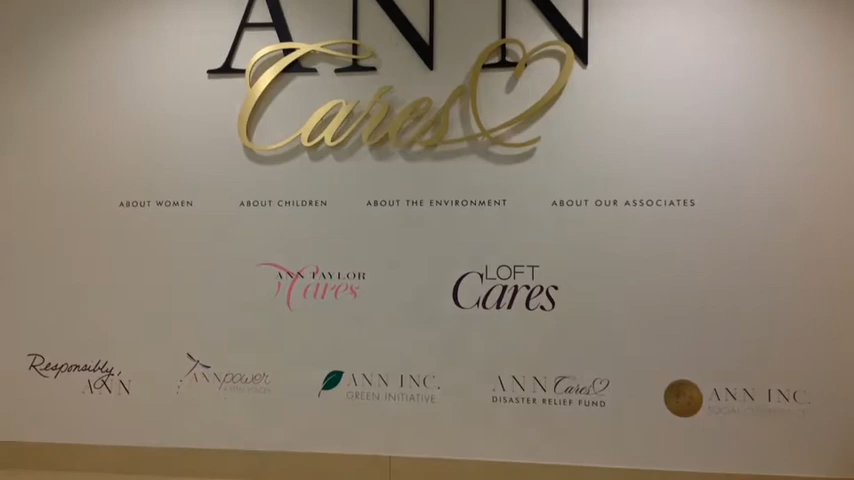 ANN
Cares
ABOUT WOMEN ABOUT CHILDREN ABOUT THE ENVIRONMENT ABOUT OUR ASSOCIATES
ANN TAYLOR
Cares
LOFT
Cares
Responsibly,
ANN
ANNpower
ANN INC.
GREEN INITIATIVE
ANN Cares
DISASTER RELIEF FUND
ANN INC.
SOCIAL